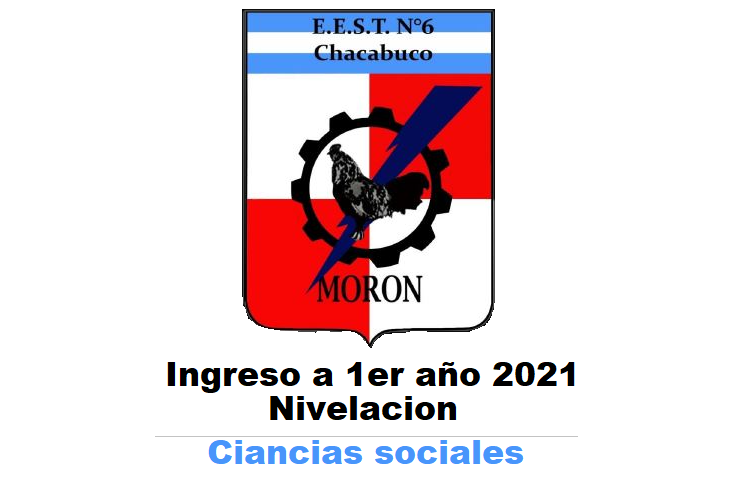 E.E.S.T. N°6
Chacabuco
MORON
Ingreso a 1er año 2021
Nivelacion
Ciancias sociales